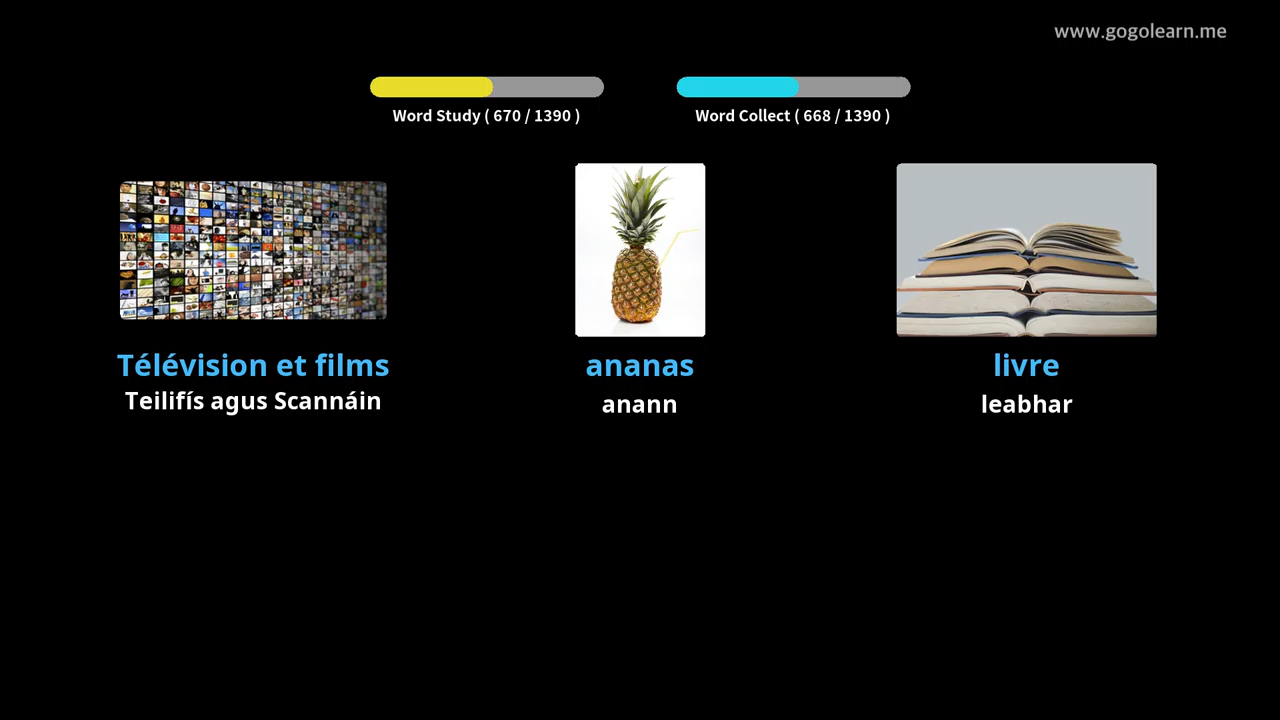 www.gogolearn.me
Word Study ( 670 / 1390 )
Word Collect ( 668 / 1390 )
Télévision et films
Teilifís agus Scannáin
ananas
anann
livre
leabhar